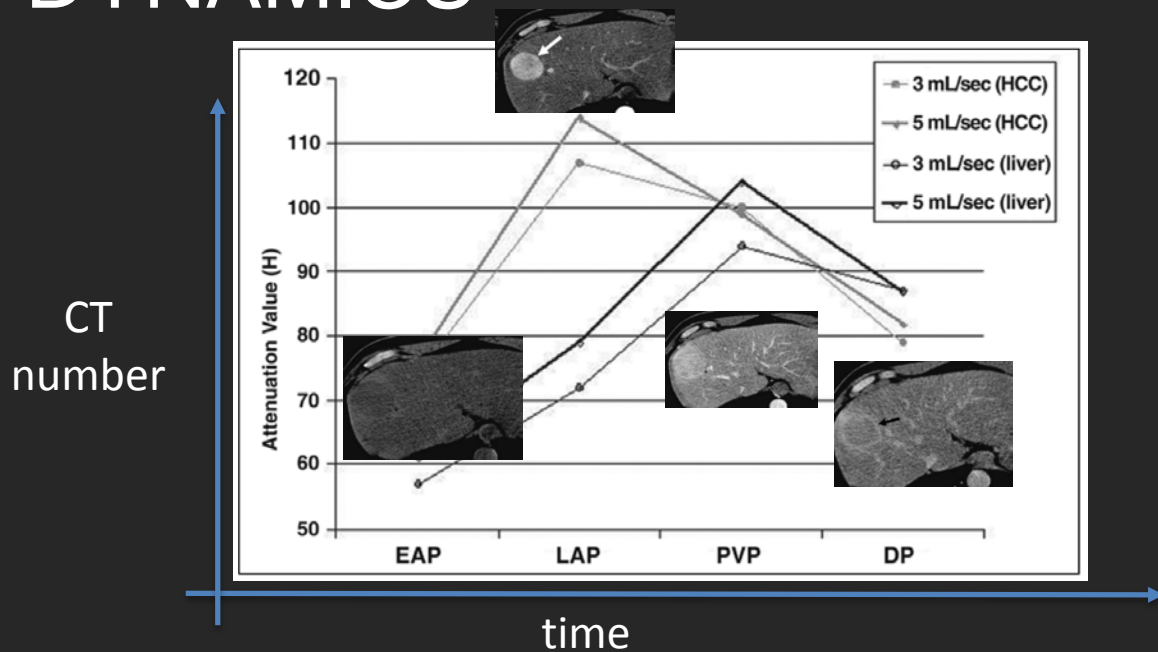 DYNAMICS
120
110
100
90
80
70
60
50
Attenuation Value (H)
3 mL/sec (HCC)
5 mL/sec (HCC)
3 mL/sec (liver)
5 mL/sec (liver)
EAP LAP PVP DP
CT
number
time